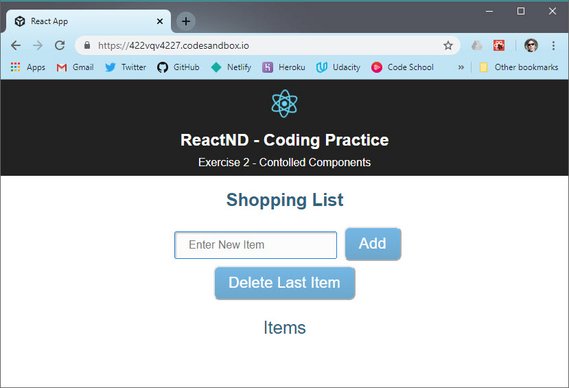 React App
https://422vqv4227.codesandbox.io
Apps Gmail Twitter GitHub Netlify Heroku Udacity Code School » Other bookmarks
ReactND - Coding Practice
Exercise 2 - Contolled Components
Shopping List
Enter New Item Add
Delete Last Item
Items